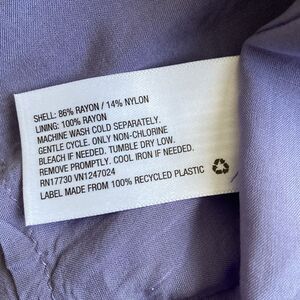 SHELL: 86% RAYON / 14% NYLON
LINING: 100% RAYON
MACHINE WASH COLD SEPARATELY.
GENTLE CYCLE. ONLY NON-CHLORINE
BLEACH IF NEEDED. TUMBLE DRY LOW.
REMOVE PROMPTLY. COOL IRON IF NEEDED.
RN17730 VN1247024
LABEL MADE FROM 100% RECYCLED PLASTIC